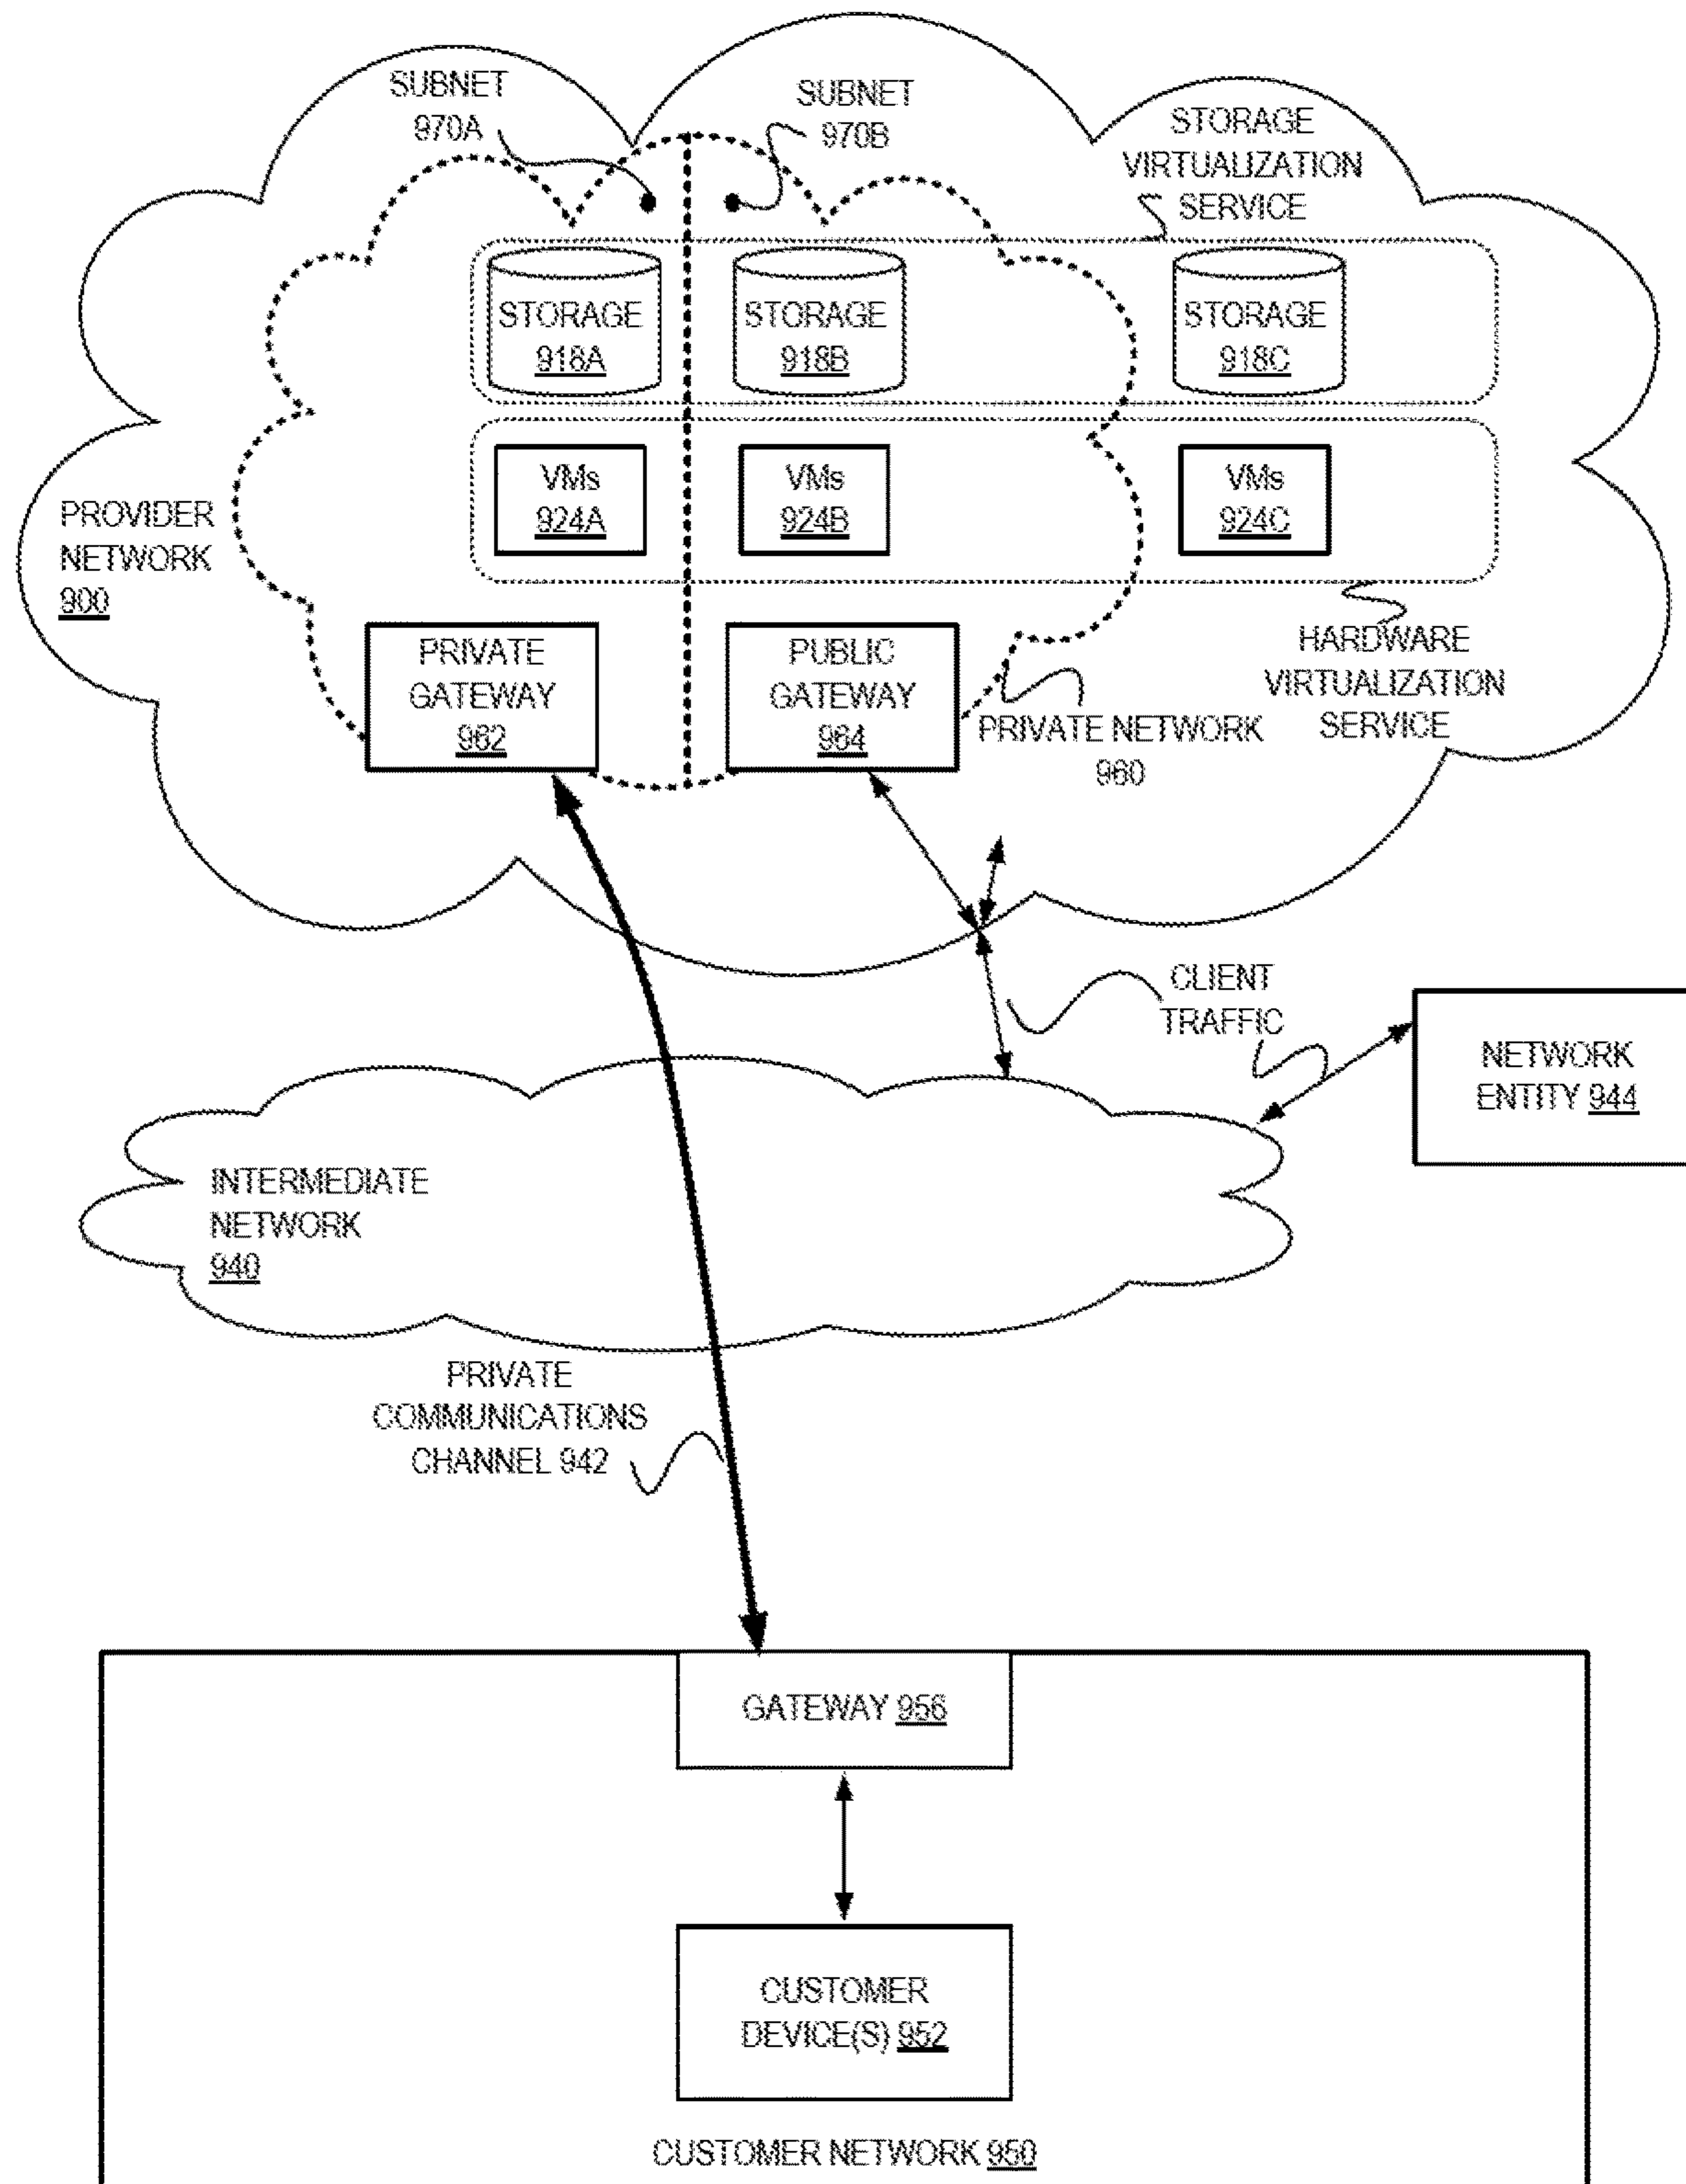 SUBNET
970A
SUBNET
970B
STORAGE
VIRTUALIZATION
SERVICE
STORAGE
918A
STORAGE
918B
STORAGE
918C
VMs
924A
VMs
924B
VMs
924C
PROVIDER
NETWORK
900
PRIVATE
GATEWAY
962
PUBLIC
GATEWAY
964
HARDWARE
VIRTUALIZATION
SERVICE
PRIVATE NETWORK
960
CLIENT
TRAFFIC
NETWORK
ENTITY 944
INTERMEDIATE
NETWORK
940
PRIVATE
COMMUNICATIONS
CHANNEL 942
GATEWAY 956
CUSTOMER
DEVICE(S) 952
CUSTOMER NETWORK 950